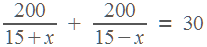 200/(15+x) + 200/(15−x) = 30